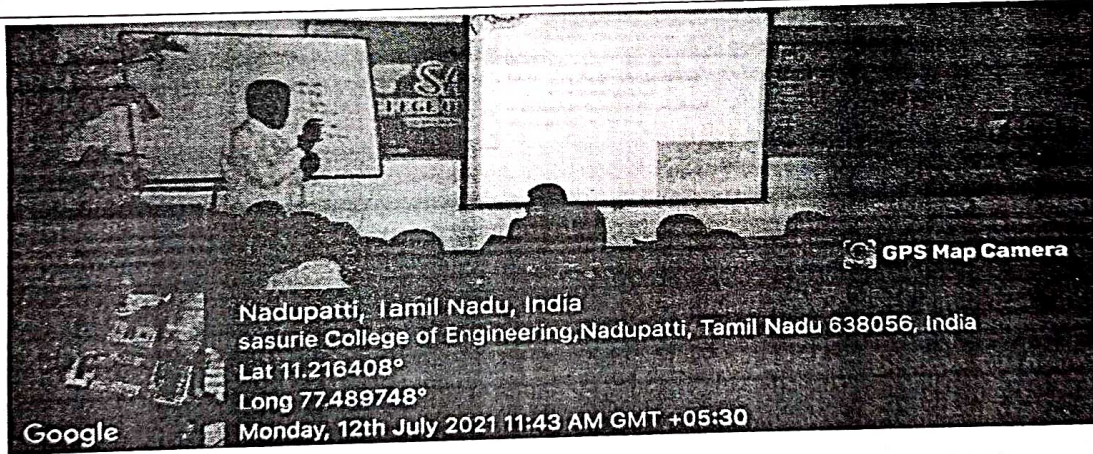 GPS Map Camera
Nadupatti, Tamil Nadu, India
sasurie College of Engineering,Nadupatti, Tamil Nadu 638056, India
Lat 11.216408°
Long 77.489748°
Monday, 12th July 2021 11:43 AM GMT +05:30
Google